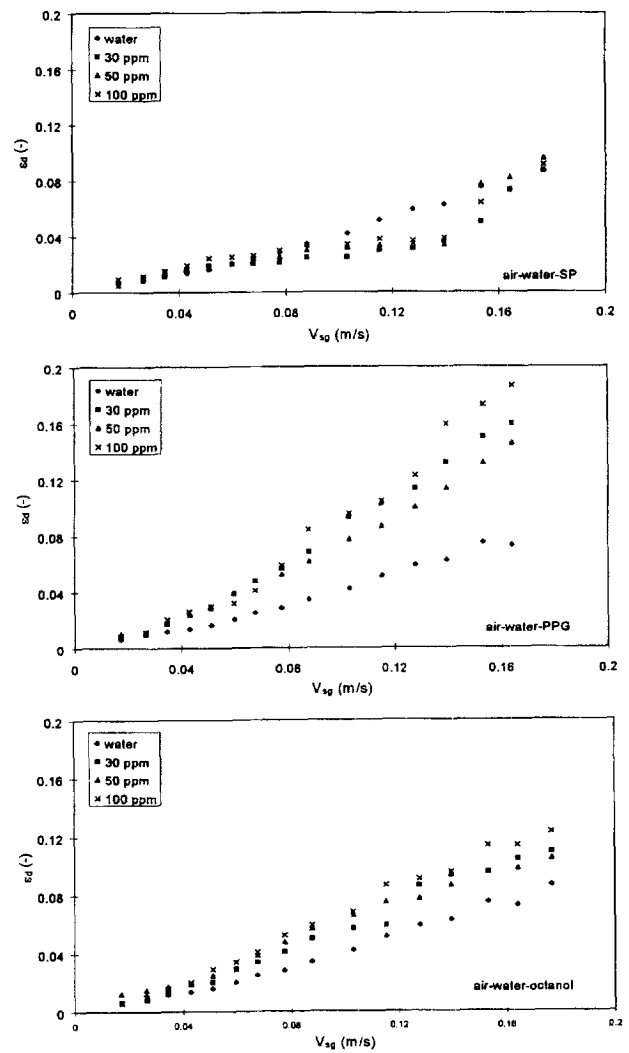 0.2
water
30 ppm
50 ppm
100 ppm
0.16
0.12
εd (-)
0.08
0.04
air-water-SP
0
0 0.04 0.08 0.12 0.16 0.2
Vsg (m/s)
0.2
water
30 ppm
50 ppm
100 ppm
0.16
0.12
εd (-)
0.08
0.04
air-water-PPG
0
0 0.04 0.08 0.12 0.16 0.2
Vsg (m/s)
0.2
water
30 ppm
50 ppm
100 ppm
0.16
0.12
εd (-)
0.08
0.04
air-water-octanol
0
0 0.04 0.08 0.12 0.16 0.2
Vsg (m/s)